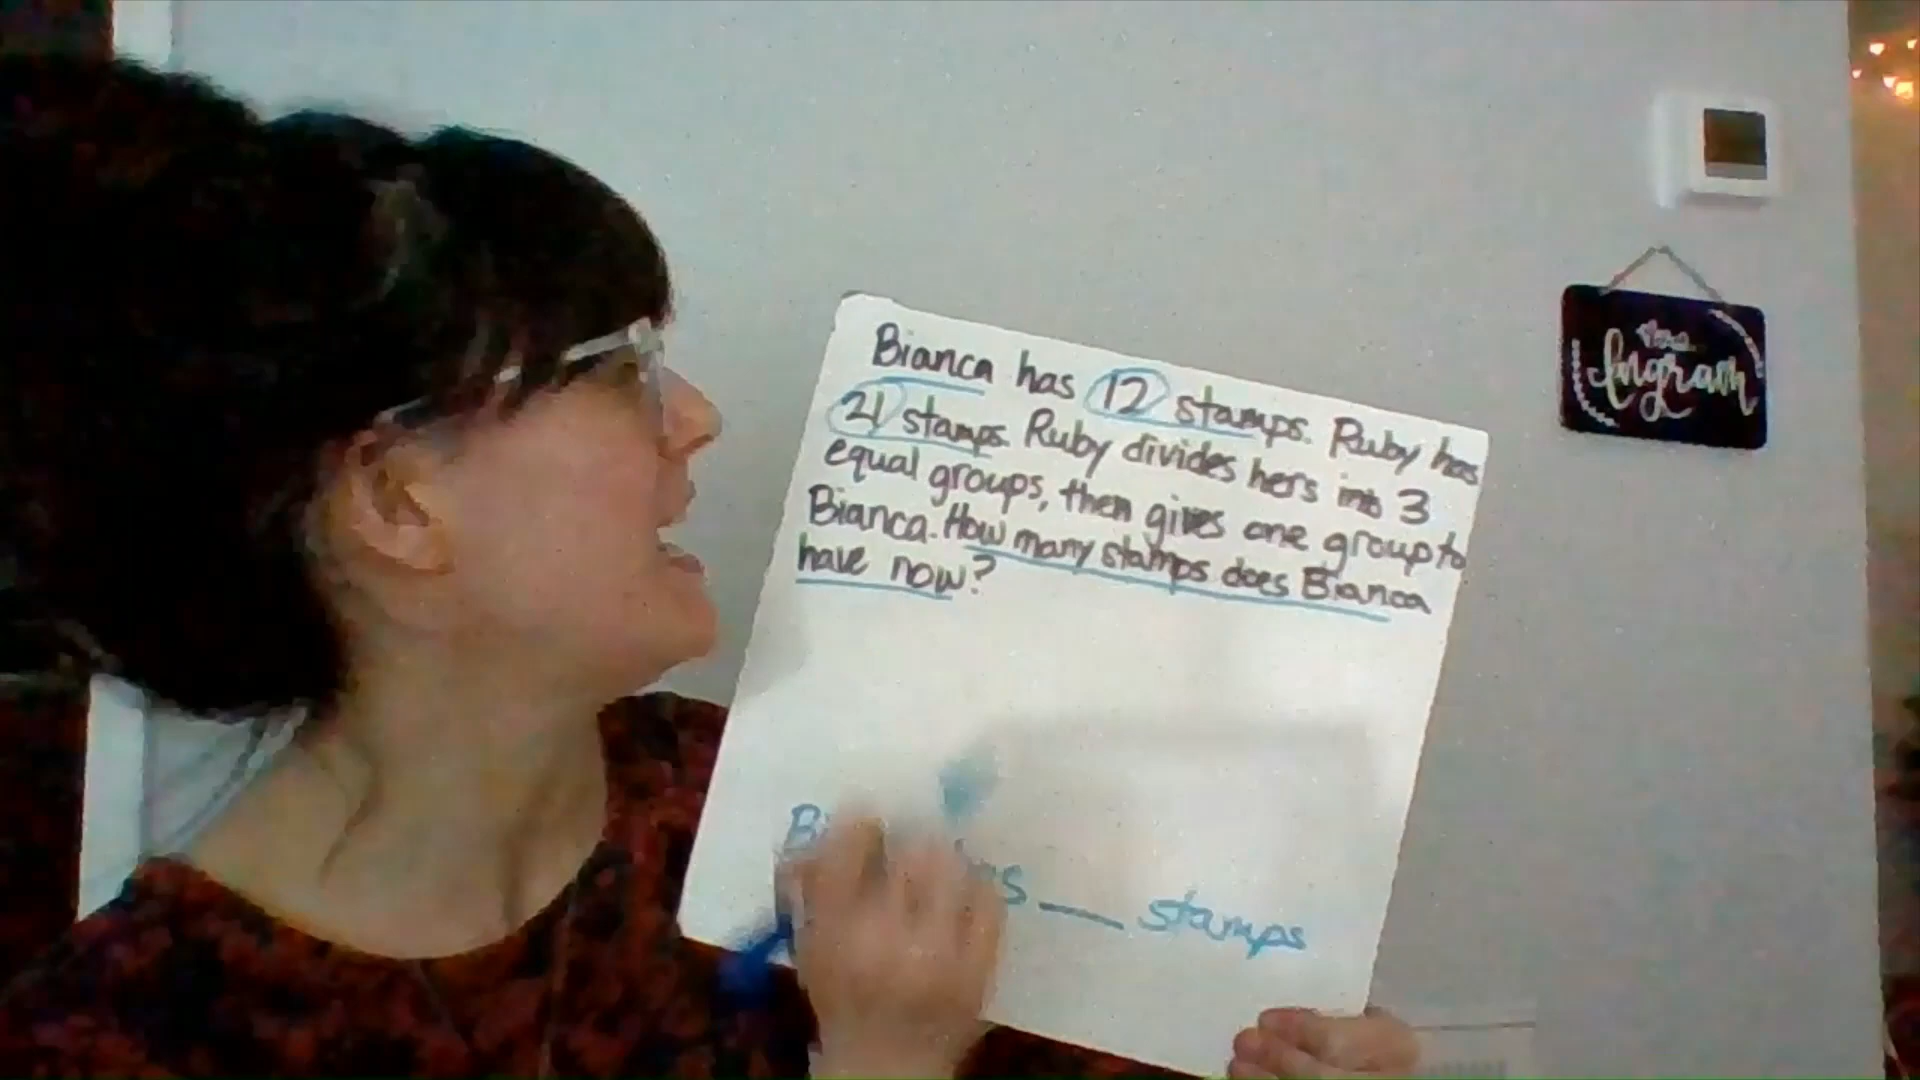 Bianca has 12 stamps. Ruby has
21 stamps. Ruby divides hers into 3
equal groups, then gives one group to
Bianca. How many stamps does Bianca
have now?
stamps
Ingram